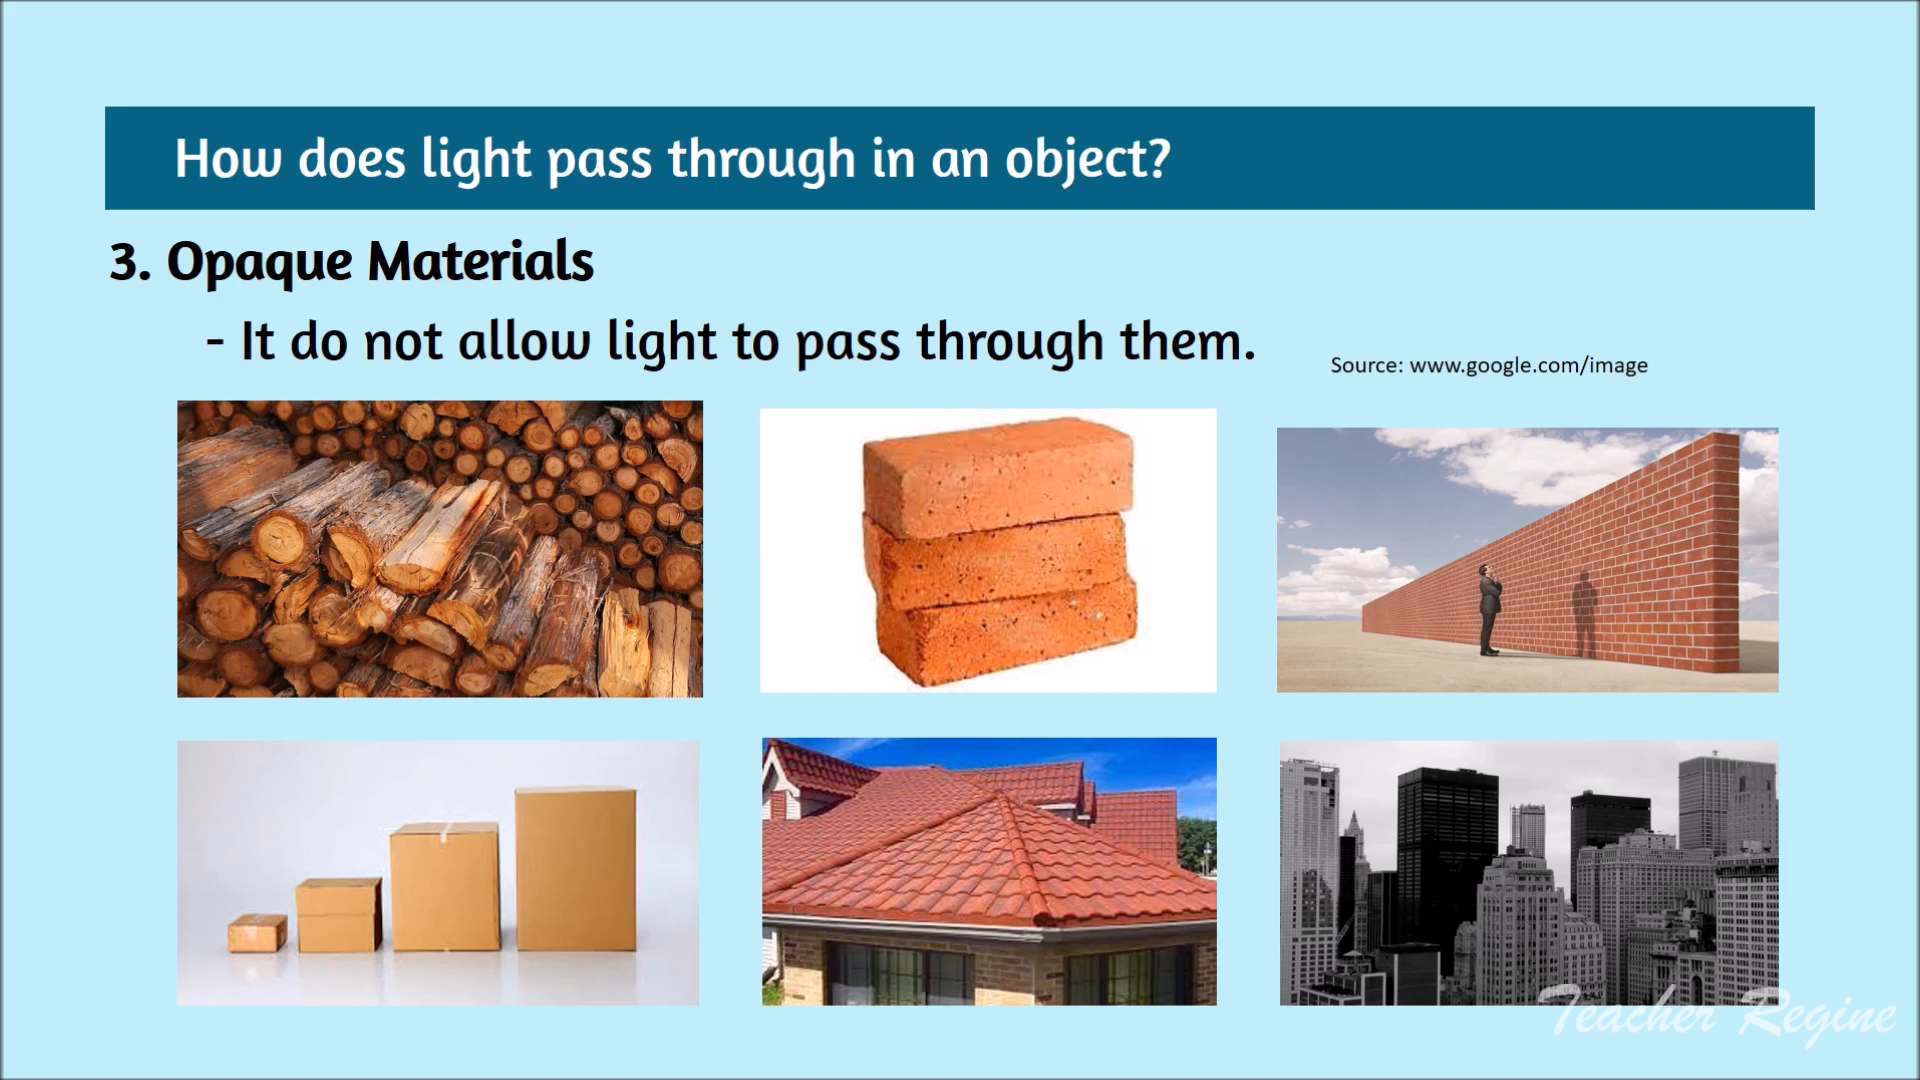 How does light pass through in an object?
3. Opaque Materials
- It do not allow light to pass through them.
Source: www.google.com/image
Teacher Regine